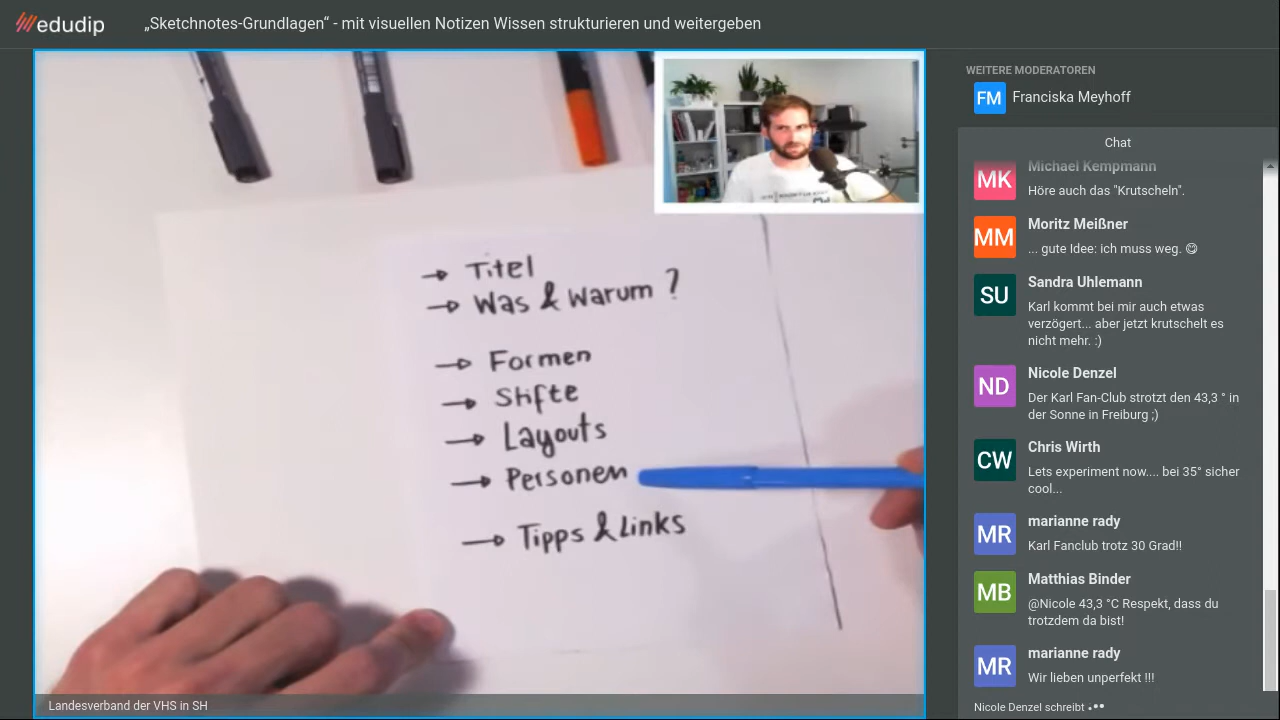 edudip
„Sketchnotes-Grundlagen“ - mit visuellen Notizen Wissen strukturieren und weitergeben
→ Titel
→ Was & Warum ?
→ Formen
→ Stifte
→ Layouts
→ Personen
→ Tipps & Links
Landesverband der VHS in SH
WEITERE MODERATOREN
FM
Franciska Meyhoff
Chat
MK
Michael Kempmann
Höre auch das "Krutscheln".
MM
Moritz Meißner
... gute Idee: ich muss weg. 😋
SU
Sandra Uhlemann
Karl kommt bei mir auch etwas
verzögert... aber jetzt krutschelt es
nicht mehr. :)
ND
Nicole Denzel
Der Karl Fan-Club strotzt den 43,3 ° in
der Sonne in Freiburg ;)
CW
Chris Wirth
Lets experiment now.... bei 35° sicher
cool...
MR
marianne rady
Karl Fanclub trotz 30 Grad!!
MB
Matthias Binder
@Nicole 43,3 °C Respekt, dass du
trotzdem da bist!
MR
marianne rady
Wir lieben unperfekt !!!
Nicole Denzel schreibt